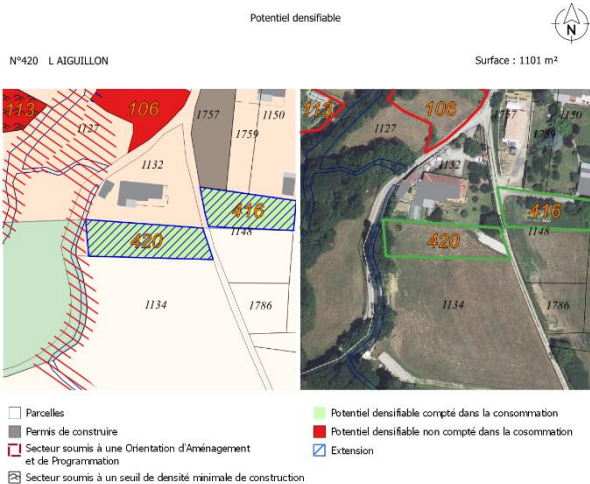 Potentiel densifiable
N
N°420 L AIGUILLON
Surface : 1101 m²
113
106
1757
1150
1127
1759
1132
416
1148
420
1134
1786
113
106
1757
1150
1127
1759
1132
416
1148
420
1134
1786
Parcelles
Permis de construire
Secteur soumis à une Orientation d'Aménagement
et de Programmation
Secteur soumis à un seuil de densité minimale de construction
Potentiel densifiable compté dans la consommation
Potentiel densifiable non compté dans la cosommation
Extension